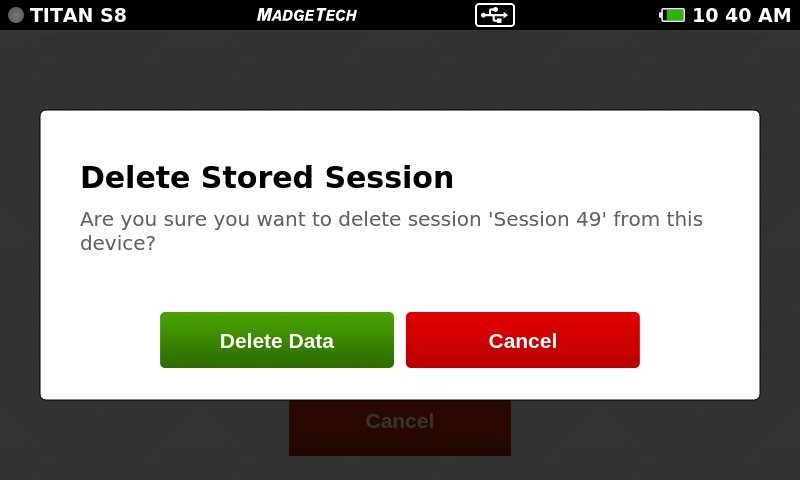 TITAN S8
MADGETECH
10 40 AM
Delete Stored Session
Are you sure you want to delete session 'Session 49' from this
device?
Delete Data
Cancel
Cancel